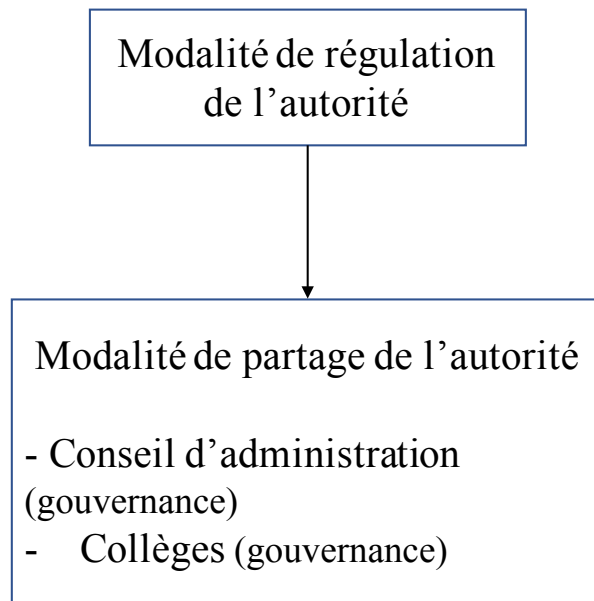 Modalité de régulation
de l’autorité
Modalité de partage de l’autorité
- Conseil d’administration
(gouvernance)
- Collèges (gouvernance)